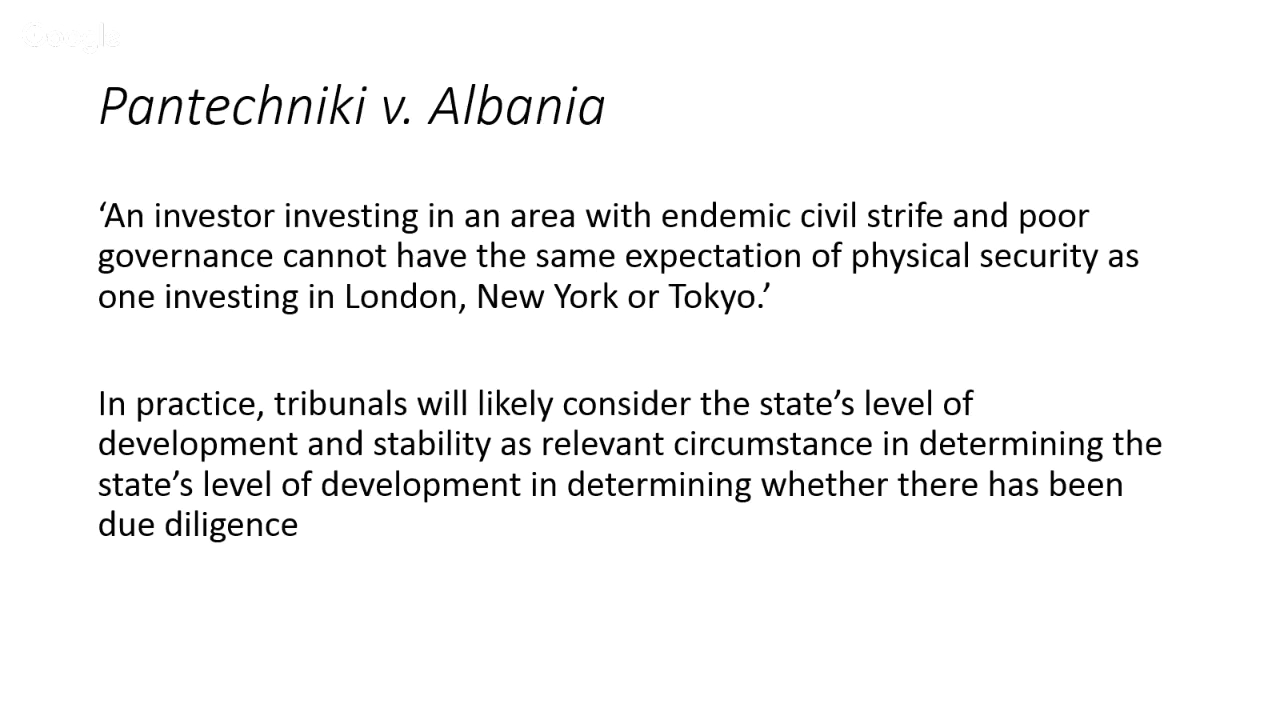 Google
Pantechniki v. Albania
‘An investor investing in an area with endemic civil strife and poor
governance cannot have the same expectation of physical security as
one investing in London, New York or Tokyo.’
In practice, tribunals will likely consider the state’s level of
development and stability as relevant circumstance in determining the
state’s level of development in determining whether there has been
due diligence